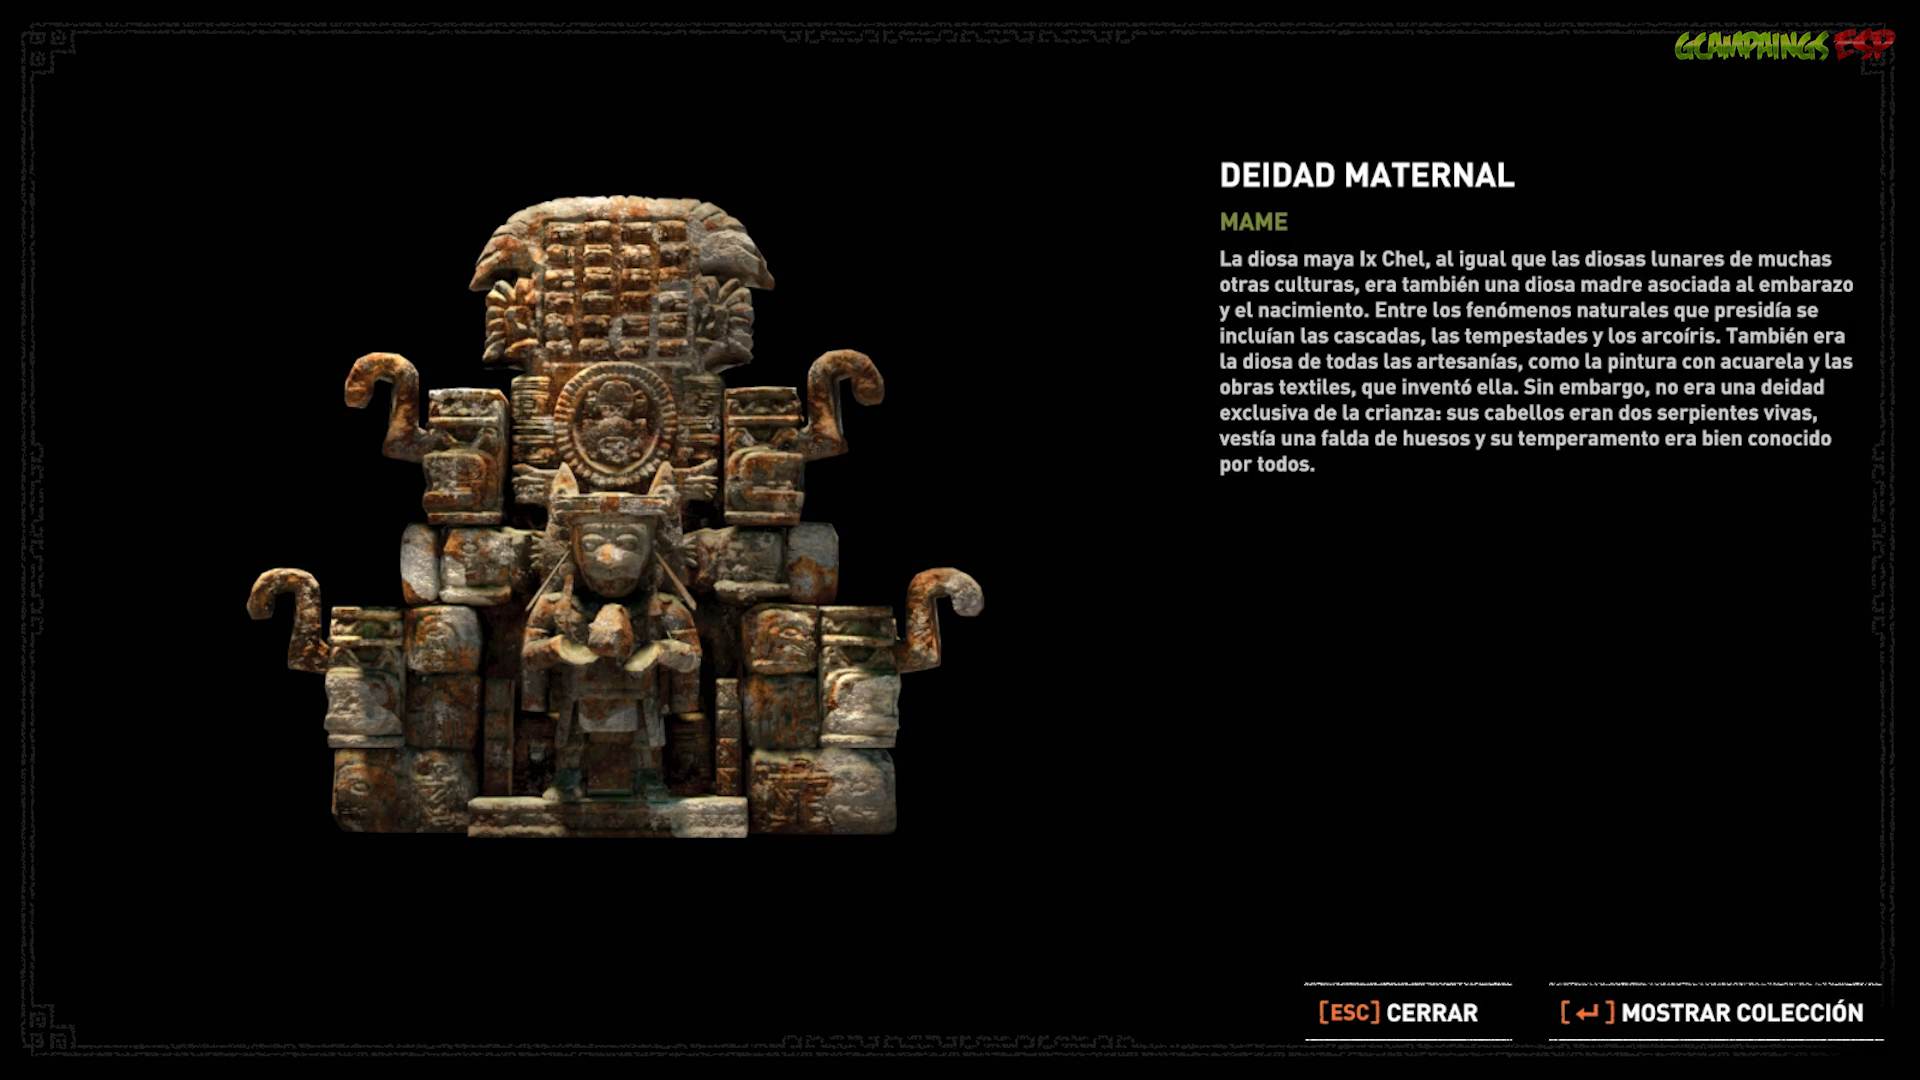 GCAMPAINGS ESP
DEIDAD MATERNAL
MAME
La diosa maya Ix Chel, al igual que las diosas lunares de muchas
otras culturas, era también una diosa madre asociada al embarazo
y el nacimiento. Entre los fenómenos naturales que presidía se
incluían las cascadas, las tempestades y los arcoíris. También era
la diosa de todas las artesanías, como la pintura con acuarela y las
obras textiles, que inventó ella. Sin embargo, no era una deidad
exclusiva de la crianza: sus cabellos eran dos serpientes vivas,
vestía una falda de huesos y su temperamento era bien conocido
por todos.
[ESC] CERRAR
[↵] MOSTRAR COLECCIÓN